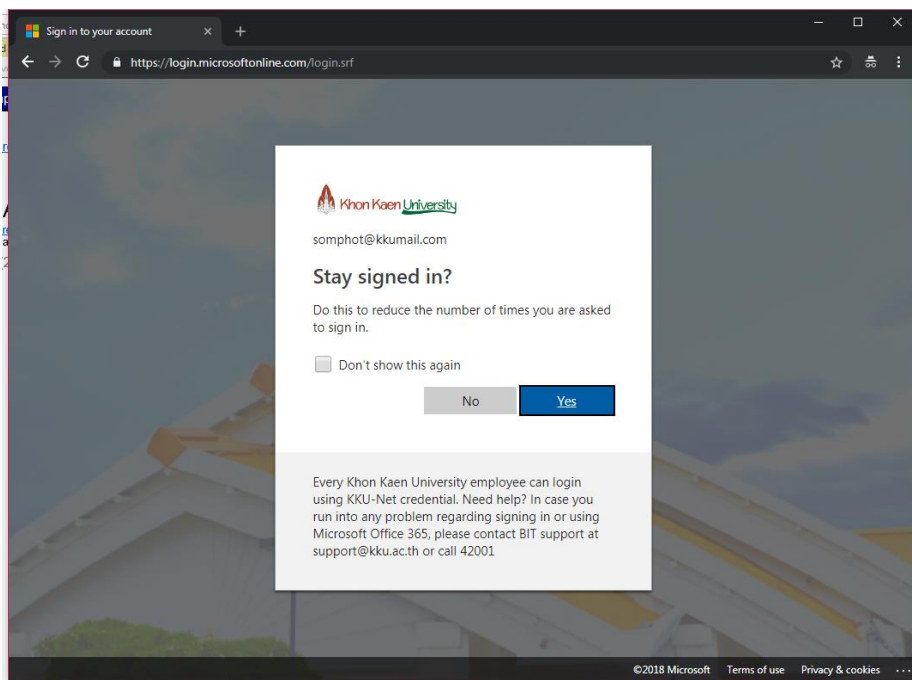 Sign in to your account
https://login.microsoftonline.com/login.srf
Khon Kaen University
somphot@kkumail.com
Stay signed in?
Do this to reduce the number of times you are asked
to sign in.
Don't show this again
No Yes
Every Khon Kaen University employee can login
using KKU-Net credential. Need help? In case you
run into any problem regarding signing in or using
Microsoft Office 365, please contact BIT support at
support@kku.ac.th or call 42001
©2018 Microsoft Terms of use Privacy & cookies ...